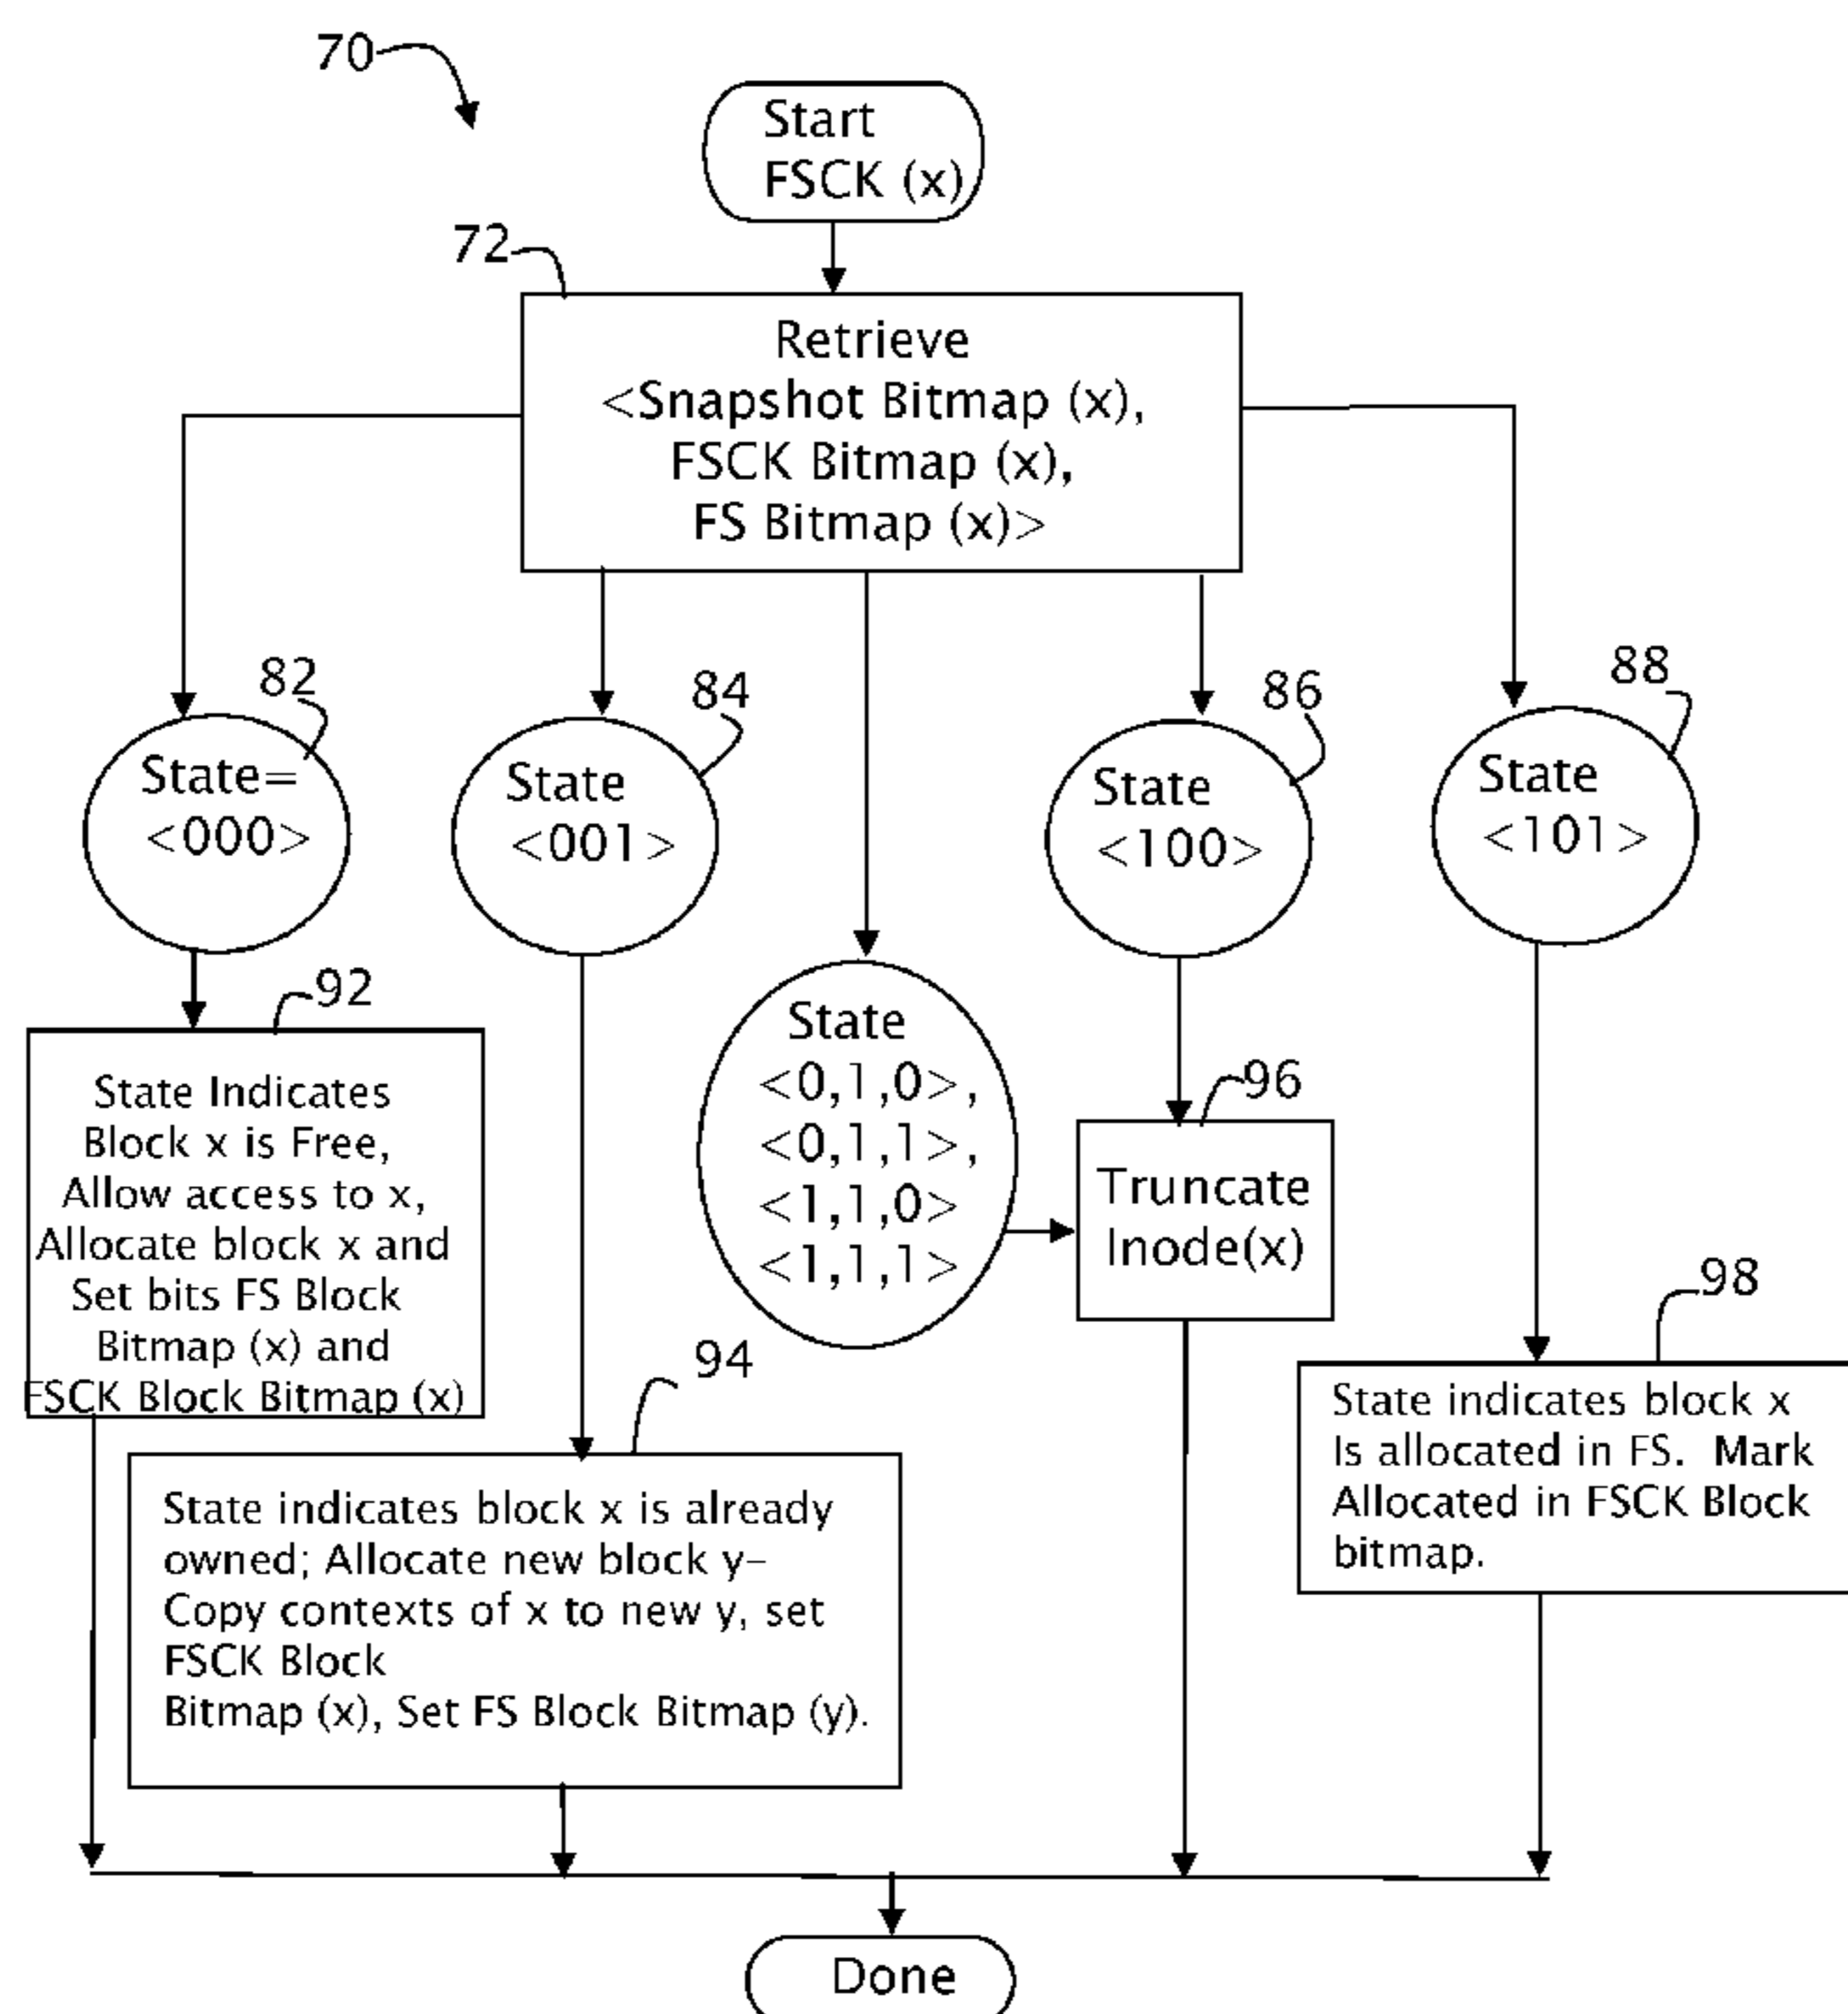 70
Start
FSCK (x)
72
Retrieve
<Snapshot Bitmap (x),
FSCK Bitmap (x),
FS Bitmap (x)>
82
State=
<000>
84
State
<001>
86
State
<100>
88
State
<101>
92
State Indicates
Block x is Free,
Allow access to x,
Allocate block x and
Set bits FS Block
Bitmap (x) and
FSCK Block Bitmap (x)
State
<0,1,0>,
<0,1,1>,
<1,1,0>
<1,1,1>
96
Truncate
Inode(x)
94
State indicates block x is already
owned; Allocate new block y-
Copy contexts of x to new y, set
FSCK Block
Bitmap (x), Set FS Block Bitmap (y).
98
State indicates block x
Is allocated in FS. Mark
Allocated in FSCK Block
bitmap.
Done